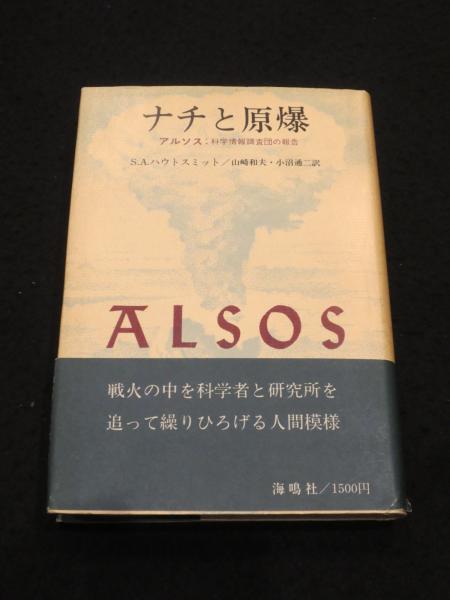 ナチと原爆
アルソス：科学情報調査団の報告
S.A.ハウトスミット／山崎和夫・小沼通二訳
ALSOS
戦火の中を科学者と研究所を
追って繰りひろげる人間模様
海鳴社／1500円